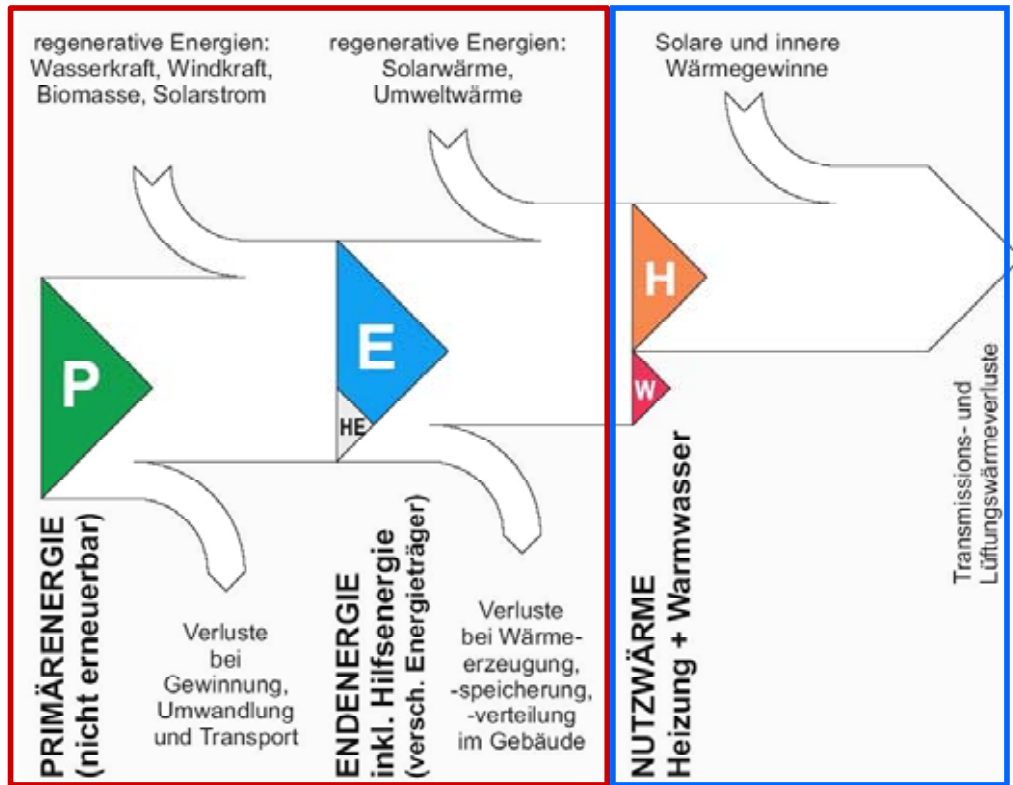 regenerative Energien:
Wasserkraft, Windkraft,
Biomasse, Solarstrom
regenerative Energien:
Solarwärme,
Umweltwärme
Solare und innere
Wärmegewinne
P
E
HE
H
W
PRIMÄRENERGIE
(nicht erneuerbar)
Verluste
bei
Gewinnung,
Umwandlung
und Transport
ENDENERGIE
inkl. Hilfsenergie
(versch. Energieträger)
Verluste
bei Wärme-
erzeugung,
-speicherung,
-verteilung
im Gebäude
NUTZWÄRME
Heizung + Warmwasser
Transmissions- und
Lüftungswärmeverluste